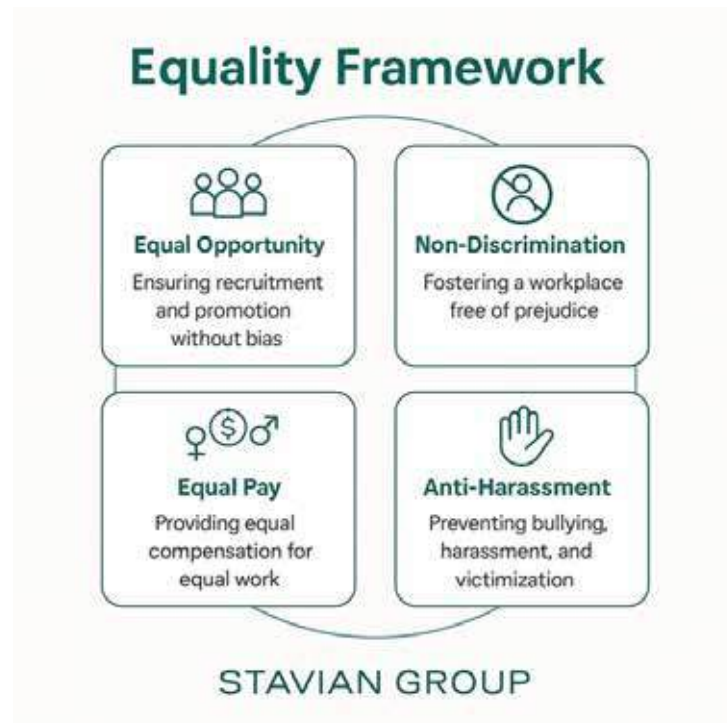 Equality Framework
Equal Opportunity
Ensuring recruitment
and promotion
without bias
Non-Discrimination
Fostering a workplace
free of prejudice
$
Equal Pay
Providing equal
compensation for
equal work
Anti-Harassment
Preventing bullying,
harassment, and
victimization
STAVIAN GROUP